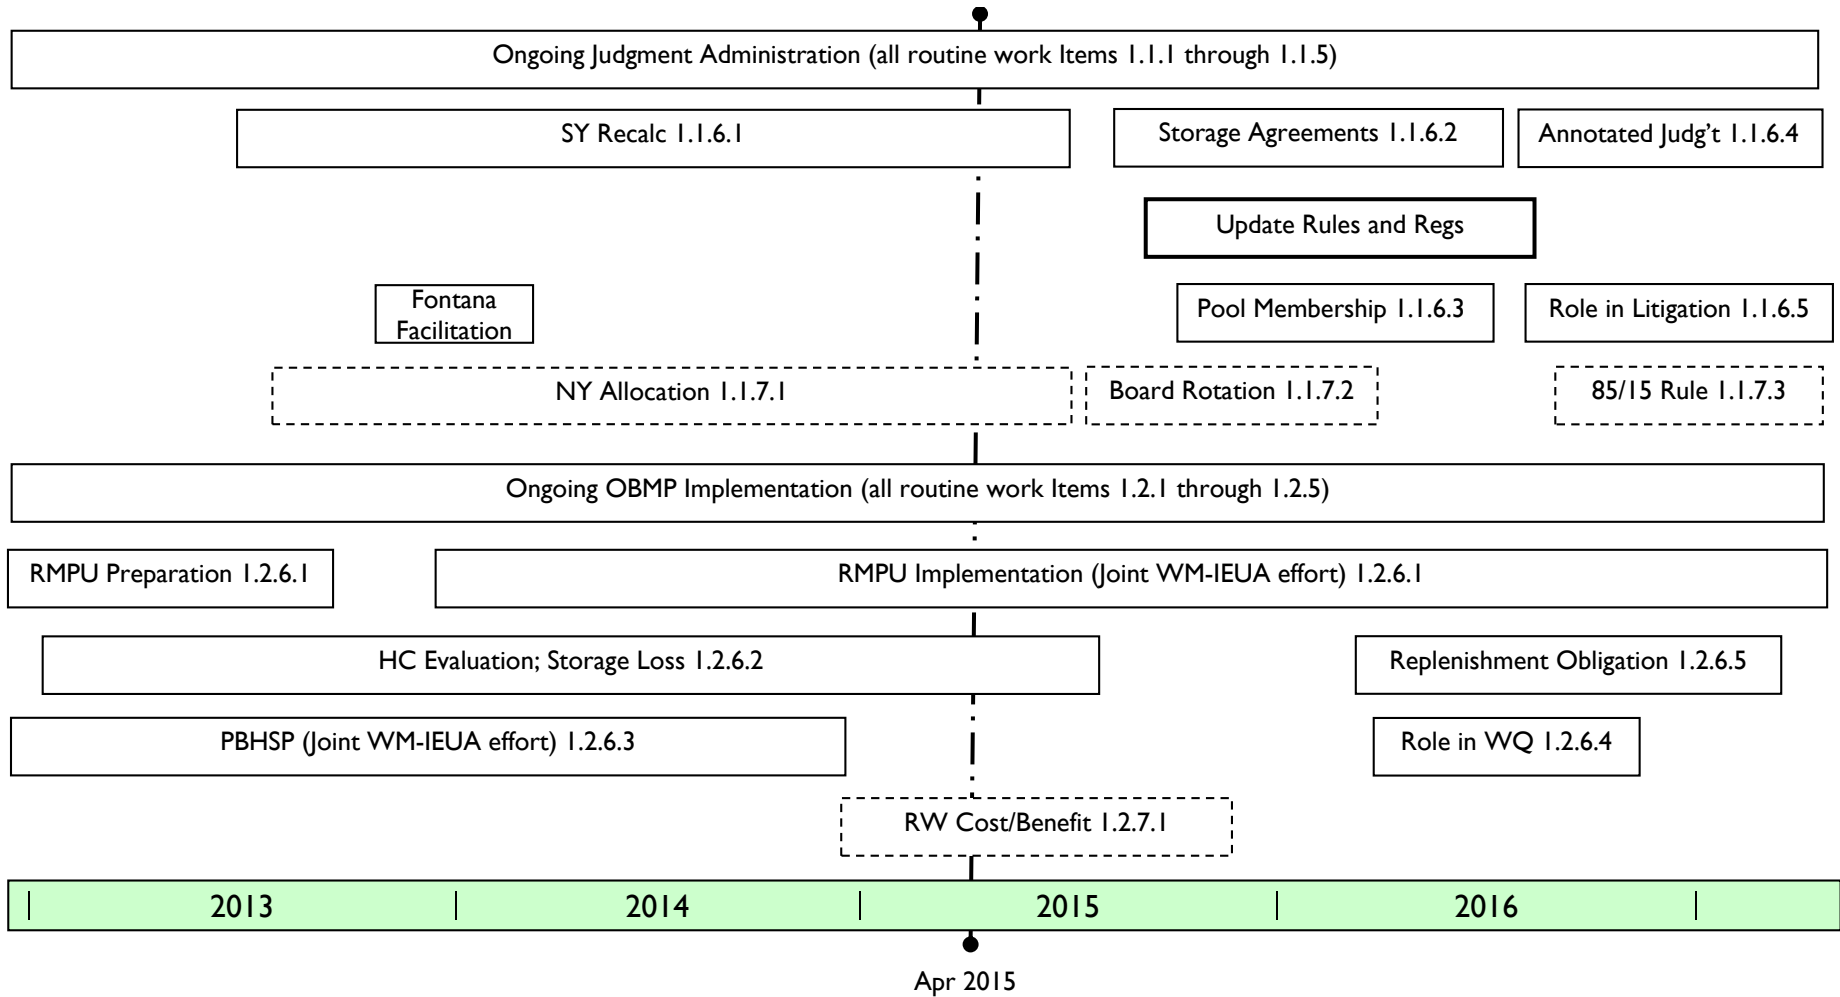 Ongoing Judgment Administration (all routine work Items 1.1.1 through 1.1.5)
SY Recalc 1.1.6.1
Storage Agreements 1.1.6.2
Annotated Judg't 1.1.6.4
Update Rules and Regs
Fontana
Facilitation
Pool Membership 1.1.6.3
Role in Litigation 1.1.6.5
NY Allocation 1.1.7.1
Board Rotation 1.1.7.2
85/15 Rule 1.1.7.3
Ongoing OBMP Implementation (all routine work Items 1.2.1 through 1.2.5)
RMPU Preparation 1.2.6.1
RMPU Implementation (Joint WM-IEUA effort) 1.2.6.1
HC Evaluation; Storage Loss 1.2.6.2
Replenishment Obligation 1.2.6.5
PBHSP (Joint WM-IEUA effort) 1.2.6.3
Role in WQ 1.2.6.4
RW Cost/Benefit 1.2.7.1
2013
2014
2015
2016
Apr 2015